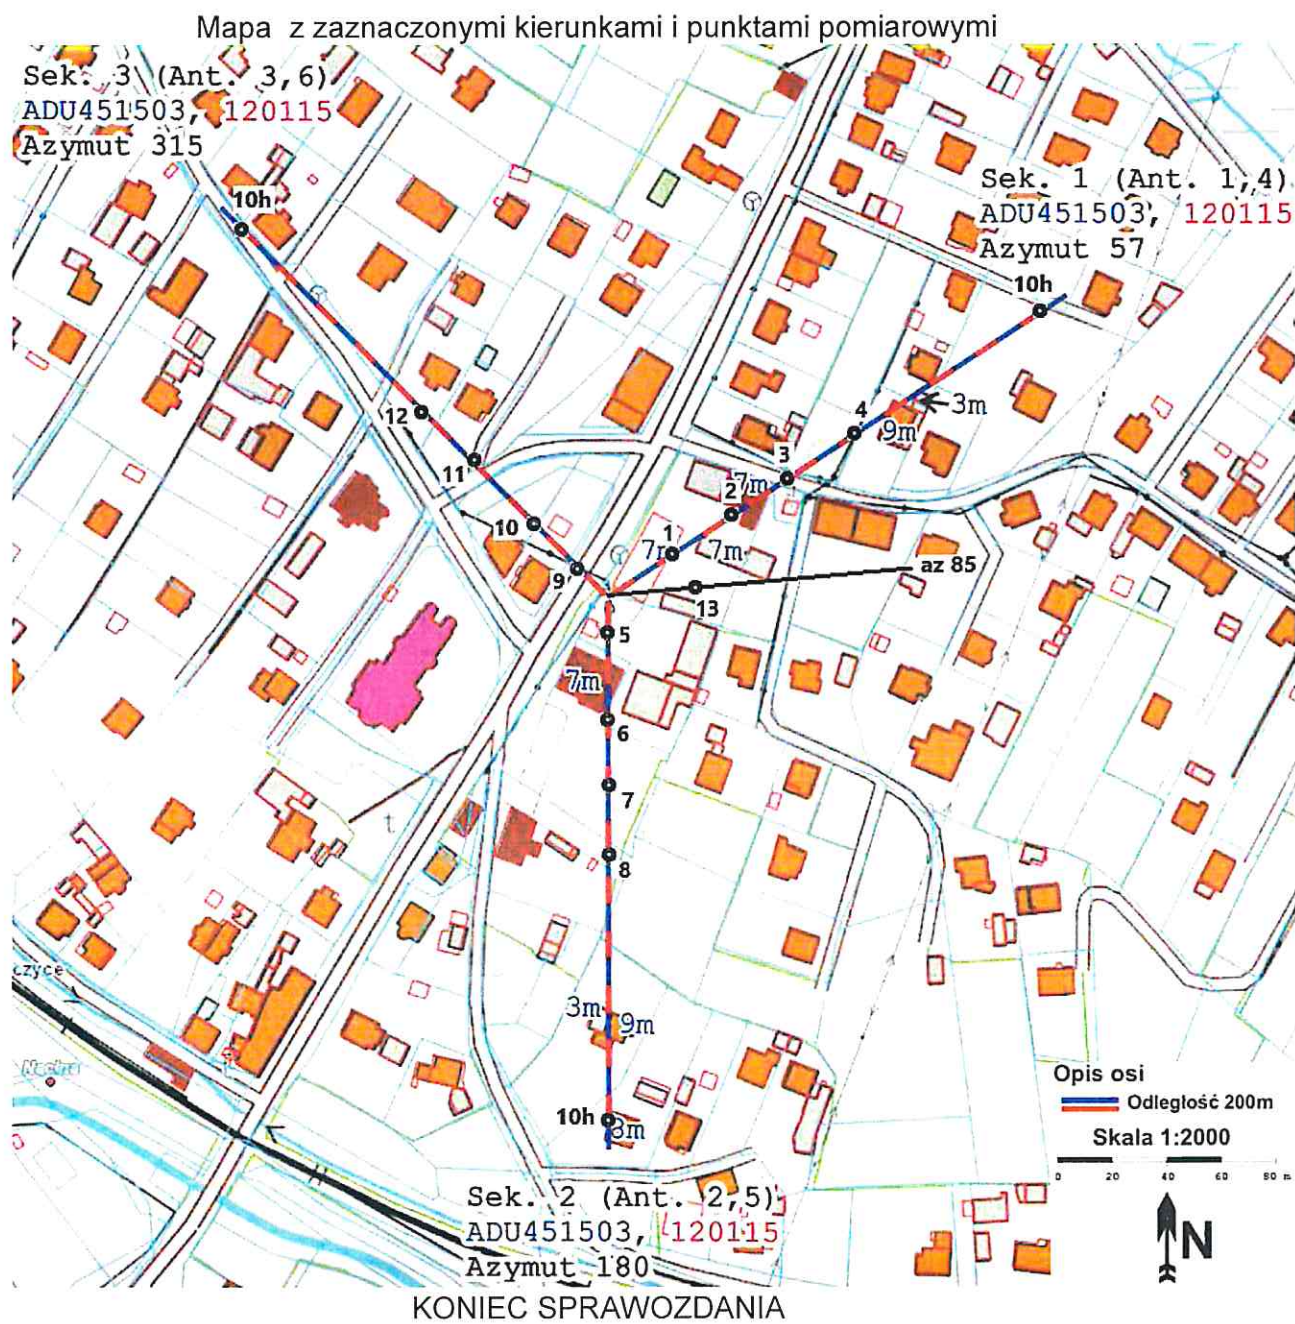 Mapa z zaznaczonymi kierunkami i punktami pomiarowymi
Sek. 3 (Ant. 3,6)
ADU451503, 120115
Azymut 315
Sek. 1 (Ant. 1,4)
ADU451503, 120115
Azymut 57
10h
10h
3m
4
9m
12
3
11
7m
2
10
1
7m
7m
9
az 85
13
5
7m
6
7
t
8
czyce
3m
9m
10h
3m
Opis osi
Odległość 200m
Skala 1:2000
0 20 40 60 80 m
Sek. 2 (Ant. 2,5)
ADU451503, 120115
Azymut 180
N
KONIEC SPRAWOZDANIA